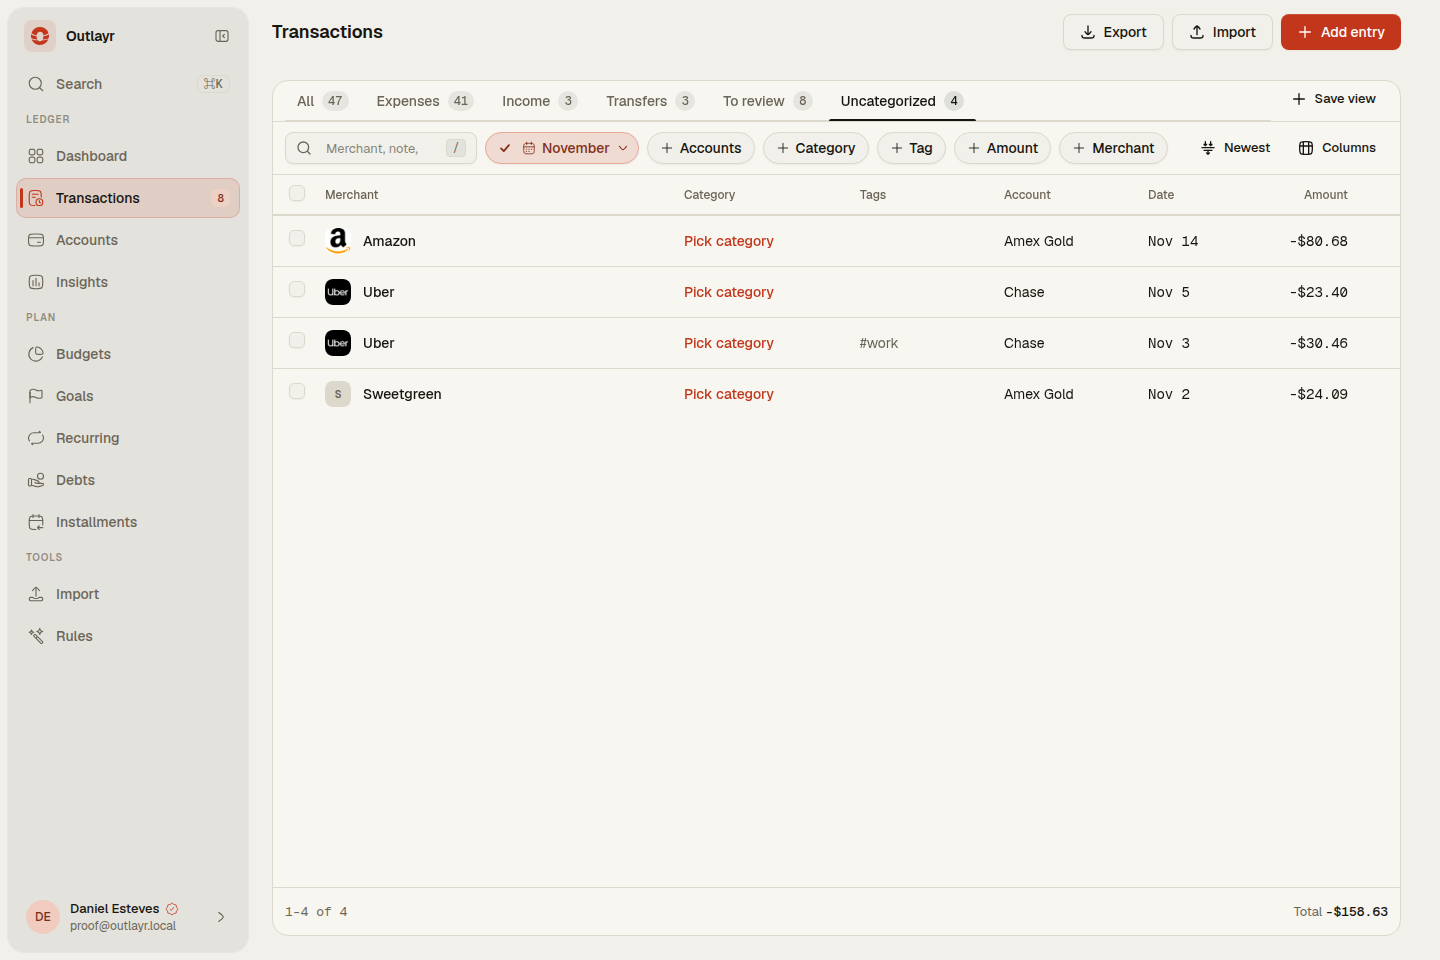 Outlayr
Search ⌘K
LEDGER
Dashboard
Transactions 8
Accounts
Insights
PLAN
Budgets
Goals
Recurring
Debts
Installments
TOOLS
Import
Rules
DE Daniel Esteves
proof@outlayr.local
Transactions
Export Import Add entry
All 47 Expenses 41 Income 3 Transfers 3 To review 8 Uncategorized 4 Save view
Merchant, note, / November Accounts Category Tag Amount Merchant Newest Columns
Merchant Category Tags Account Date Amount
a Amazon Pick category Amex Gold Nov 14 -$80.68
Uber Uber Pick category Chase Nov 5 -$23.40
Uber Uber Pick category #work Chase Nov 3 -$30.46
S Sweetgreen Pick category Amex Gold Nov 2 -$24.09
1-4 of 4 Total -$158.63